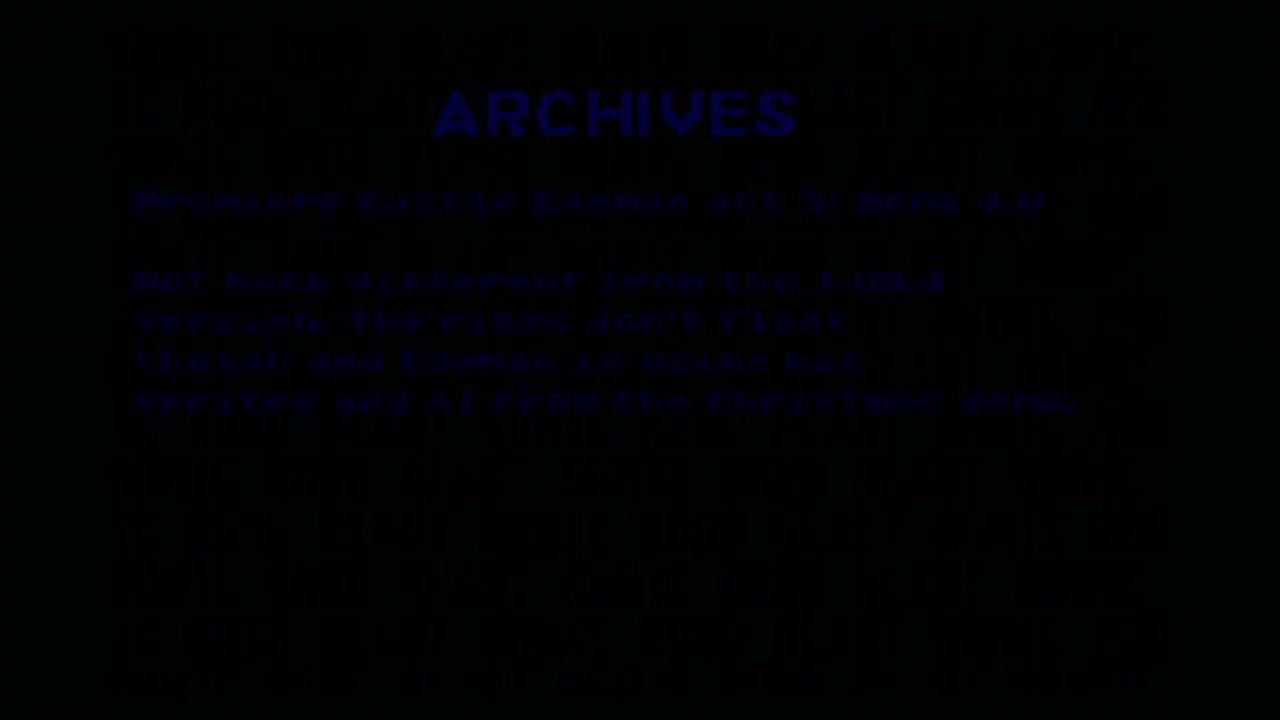 ARCHIVES
Premiere Castle Eggman act 3! Demo 4.0
Not much different from the 1.09.4
version. The rings don't float
though and Eggman is using his
sprites and AI from the Christmas demo.